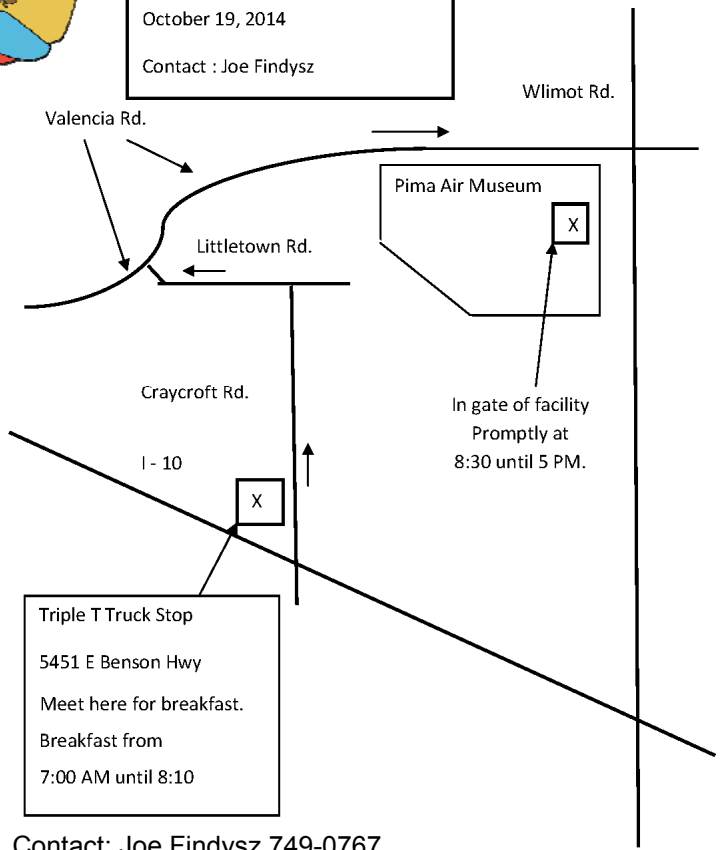 October 19, 2014
Contact : Joe Findysz
Wlimot Rd.
Valencia Rd.
Pima Air Museum
X
Littletown Rd.
Craycroft Rd.
In gate of facility
Promptly at
8:30 until 5 PM.
I - 10
X
Triple T Truck Stop
5451 E Benson Hwy
Meet here for breakfast.
Breakfast from
7:00 AM until 8:10
Contact: Joe Findysz 749-0767